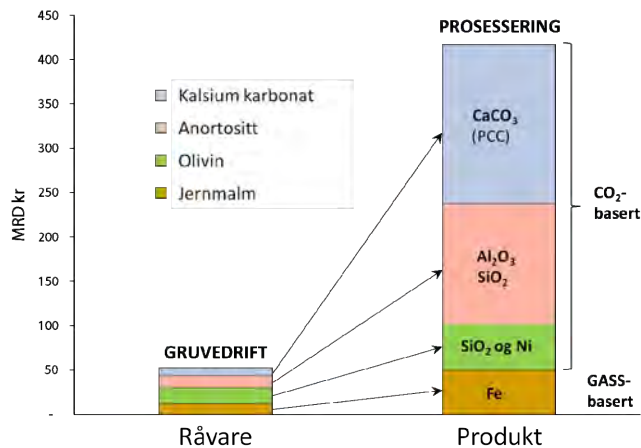 MRD kr
450
400
350
300
250
200
150
100
50
-
Kalsium karbonat
Anortositt
Olivin
Jernmalm
GRUVEDRIFT
Råvare
PROSESSERING
CaCO₃
(PCC)
Al₂O₃
SiO₂
SiO₂ og Ni
Fe
Produkt
CO₂-
basert
GASS-
basert